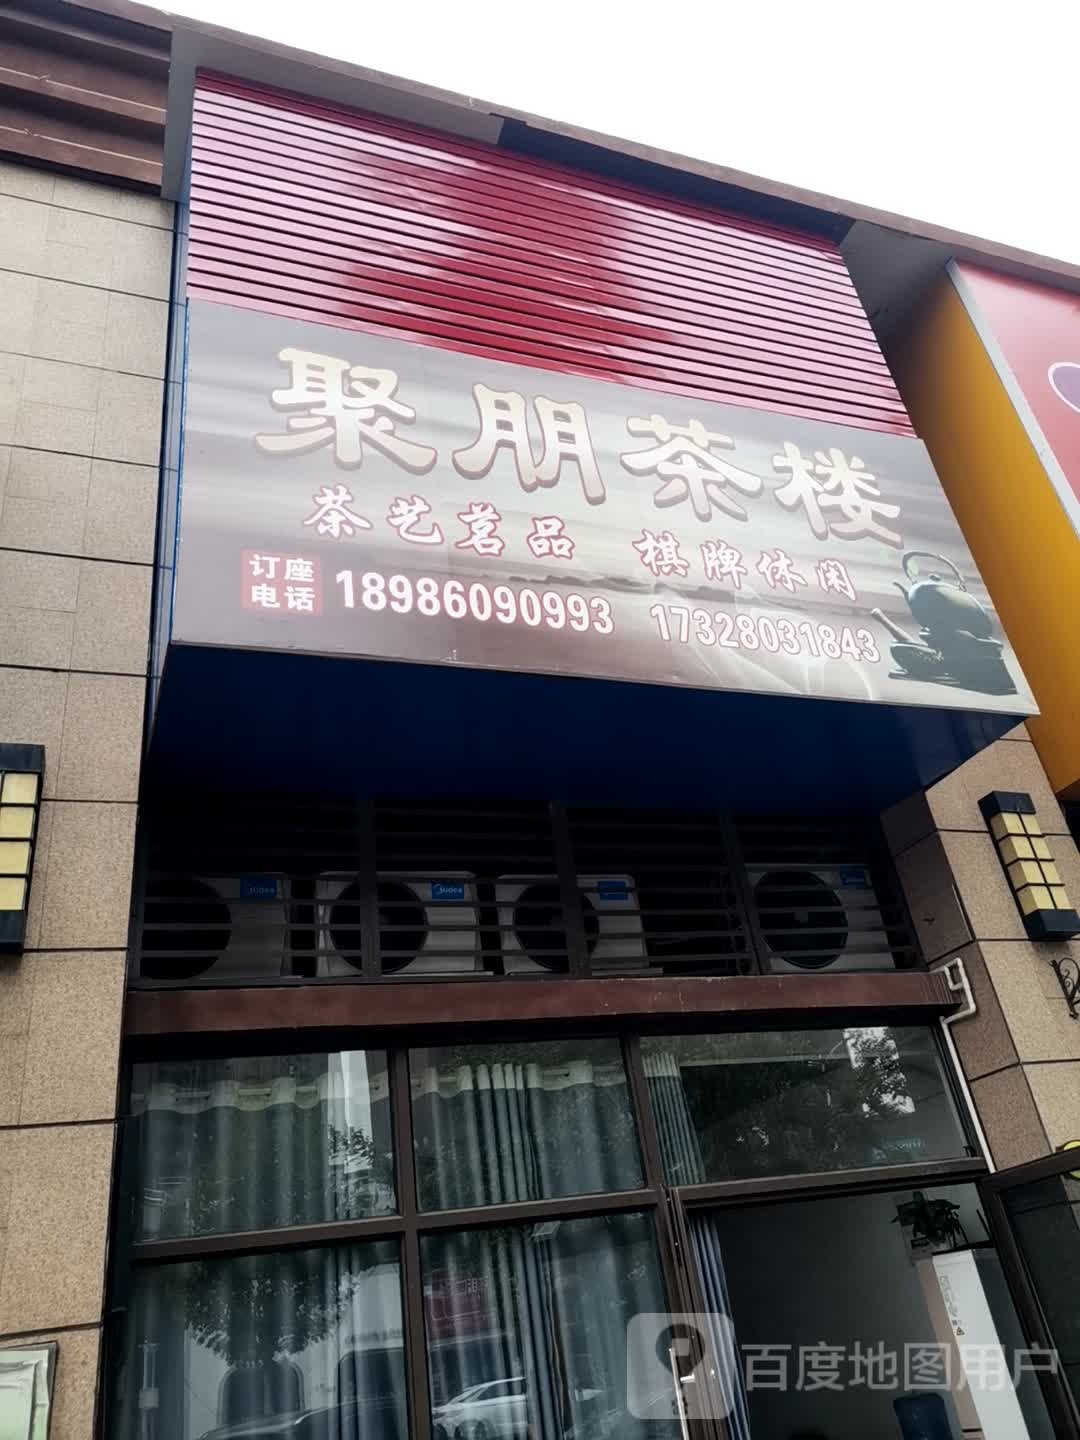 聚朋茶楼
茶艺茗品 棋牌休闲
订座电话 18986090993 17328031843
Midea
百度地图用户